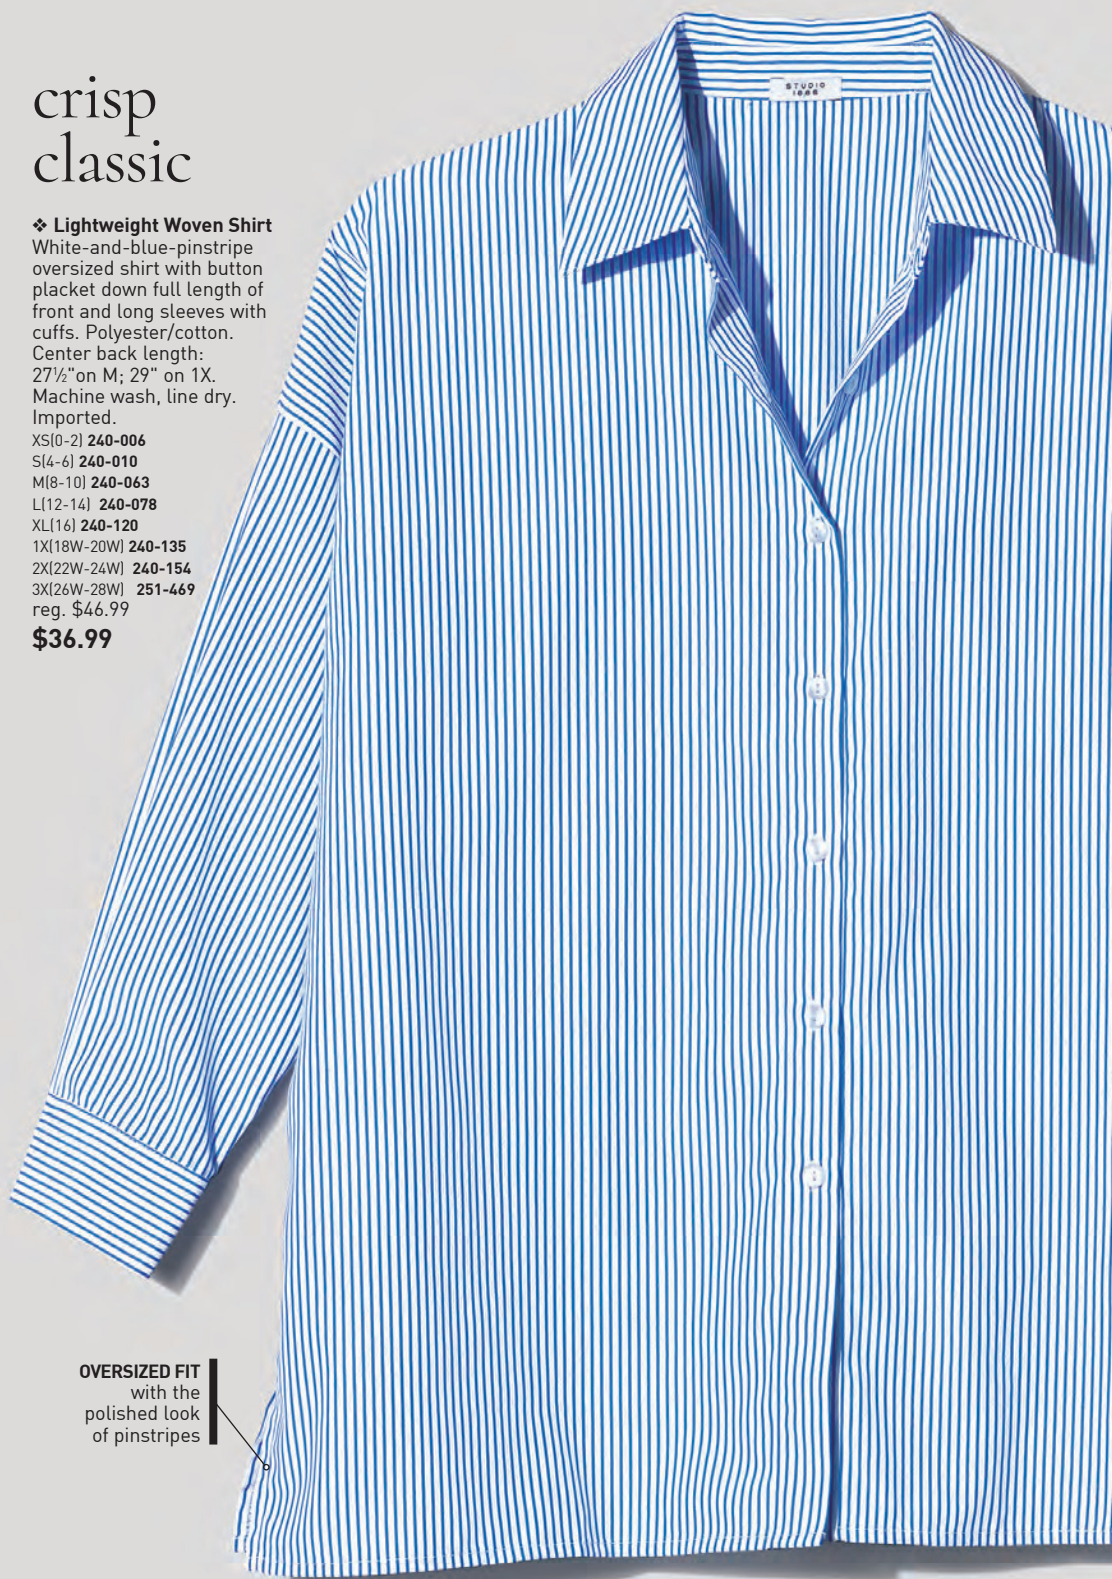 crisp
classic
❖ Lightweight Woven Shirt
White-and-blue-pinstripe
oversized shirt with button
placket down full length of
front and long sleeves with
cuffs. Polyester/cotton.
Center back length:
27½"on M; 29" on 1X.
Machine wash, line dry.
Imported.
XS(0-2) 240-006
S(4-6) 240-010
M(8-10) 240-063
L(12-14) 240-078
XL(16) 240-120
1X(18W-20W) 240-135
2X(22W-24W) 240-154
3X(26W-28W) 251-469
reg. $46.99
$36.99
STUDIO
1886
OVERSIZED FIT
with the
polished look
of pinstripes